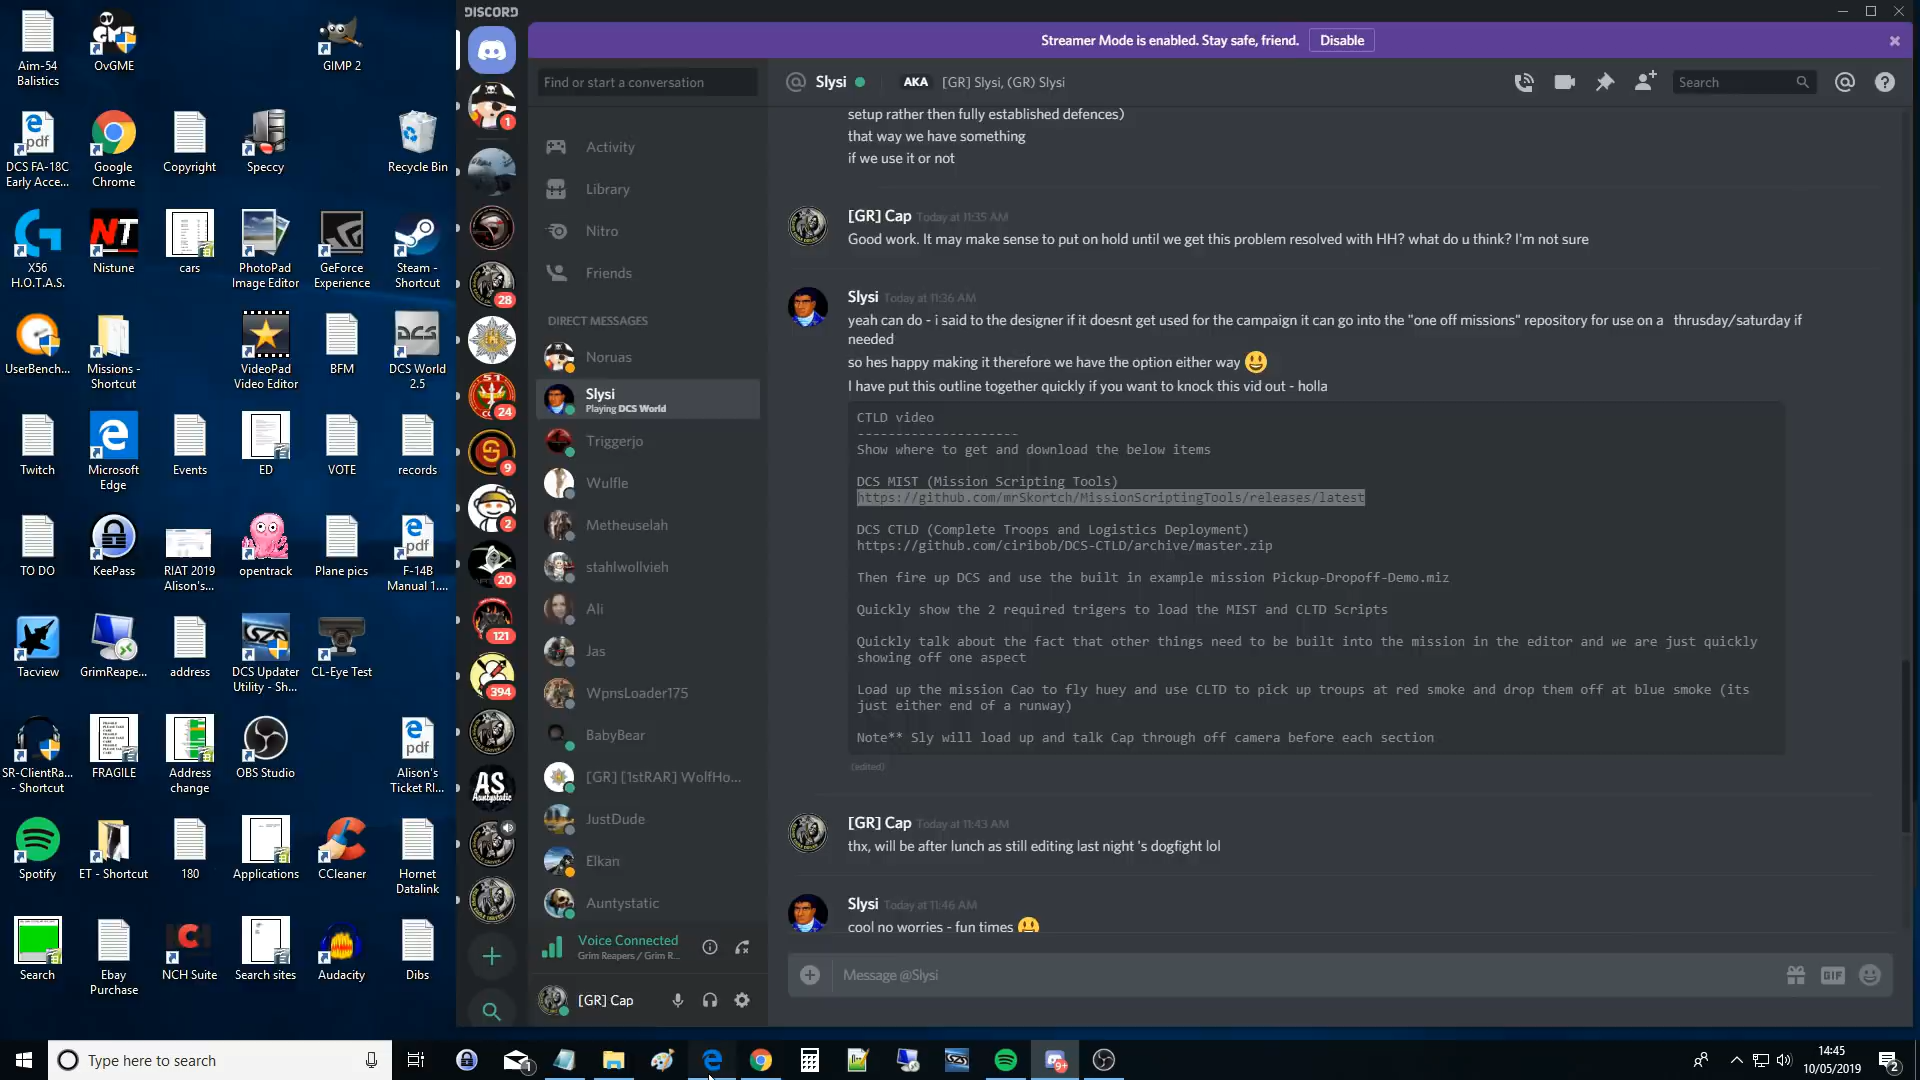 Aim-54
Balistics
OvGME
GIMP 2
DCS FA-18C
Early Acce...
Google
Chrome
Copyright
Speccy
Recycle Bin
X56
H.O.T.A.S.
Nistune
cars
PhotoPad
Image Editor
GeForce
Experience
Steam -
Shortcut
UserBench...
Missions -
Shortcut
VideoPad
Video Editor
BFM
DCS World
2.5
Twitch
Microsoft
Edge
Events
ED
VOTE
records
TO DO
KeePass
RIAT 2019
Alison's...
opentrack
Plane pics
F-14B
Manual 1....
Tacview
GrimReape...
address
DCS Updater
Utility - Sh...
CL-Eye Test
SR-ClientRa...
- Shortcut
FRAGILE
Address
change
OBS Studio
Alison's
Ticket RI...
Spotify
ET - Shortcut
180
Applications
CCleaner
Hornet
Datalink
Search
Ebay
Purchase
NCH Suite
Search sites
Audacity
Dibs
DISCORD
Streamer Mode is enabled. Stay safe, friend.
Disable
Find or start a conversation
Slysi
AKA
[GR] Slysi, (GR) Slysi
Search
1
28
24
9
2
20
121
394
AS
Auntystatic
Activity
Library
Nitro
Friends
DIRECT MESSAGES
Noruas
Slysi
Playing DCS World
Triggerjo
Wulfle
Metheuselah
stahlwollvieh
Ali
Jas
WpnsLoader175
BabyBear
[GR] [1stRAR] WolfHo...
JustDude
Elkan
Auntystatic
Voice Connected
Grim Reapers / Grim R...
[GR] Cap
setup rather then fully established defences)
that way we have something
if we use it or not
[GR] Cap Today at 11:35 AM
Good work. It may make sense to put on hold until we get this problem resolved with HH? what do u think? I'm not sure
Slysi Today at 11:36 AM
yeah can do - i said to the designer if it doesnt get used for the campaign it can go into the "one off missions" repository for use on a thrusday/saturday if
needed
so hes happy making it therefore we have the option either way
I have put this outline together quickly if you want to knock this vid out - holla
CTLD video
---------------------
Show where to get and download the below items
DCS MIST (Mission Scripting Tools)
https://github.com/mrSkortch/MissionScriptingTools/releases/latest
DCS CTLD (Complete Troops and Logistics Deployment)
https://github.com/ciribob/DCS-CTLD/archive/master.zip
Then fire up DCS and use the built in example mission Pickup-Dropoff-Demo.miz
Quickly show the 2 required trigers to load the MIST and CLTD Scripts
Quickly talk about the fact that other things need to be built into the mission in the editor and we are just quickly
showing off one aspect
Load up the mission Cao to fly huey and use CLTD to pick up troups at red smoke and drop them off at blue smoke (its
just either end of a runway)
Note** Sly will load up and talk Cap through off camera before each section
(edited)
[GR] Cap Today at 11:43 AM
thx, will be after lunch as still editing last night 's dogfight lol
Slysi Today at 11:46 AM
cool no worries - fun times
Message @Slysi
GIF
Type here to search
1
9+
14:45
10/05/2019
2